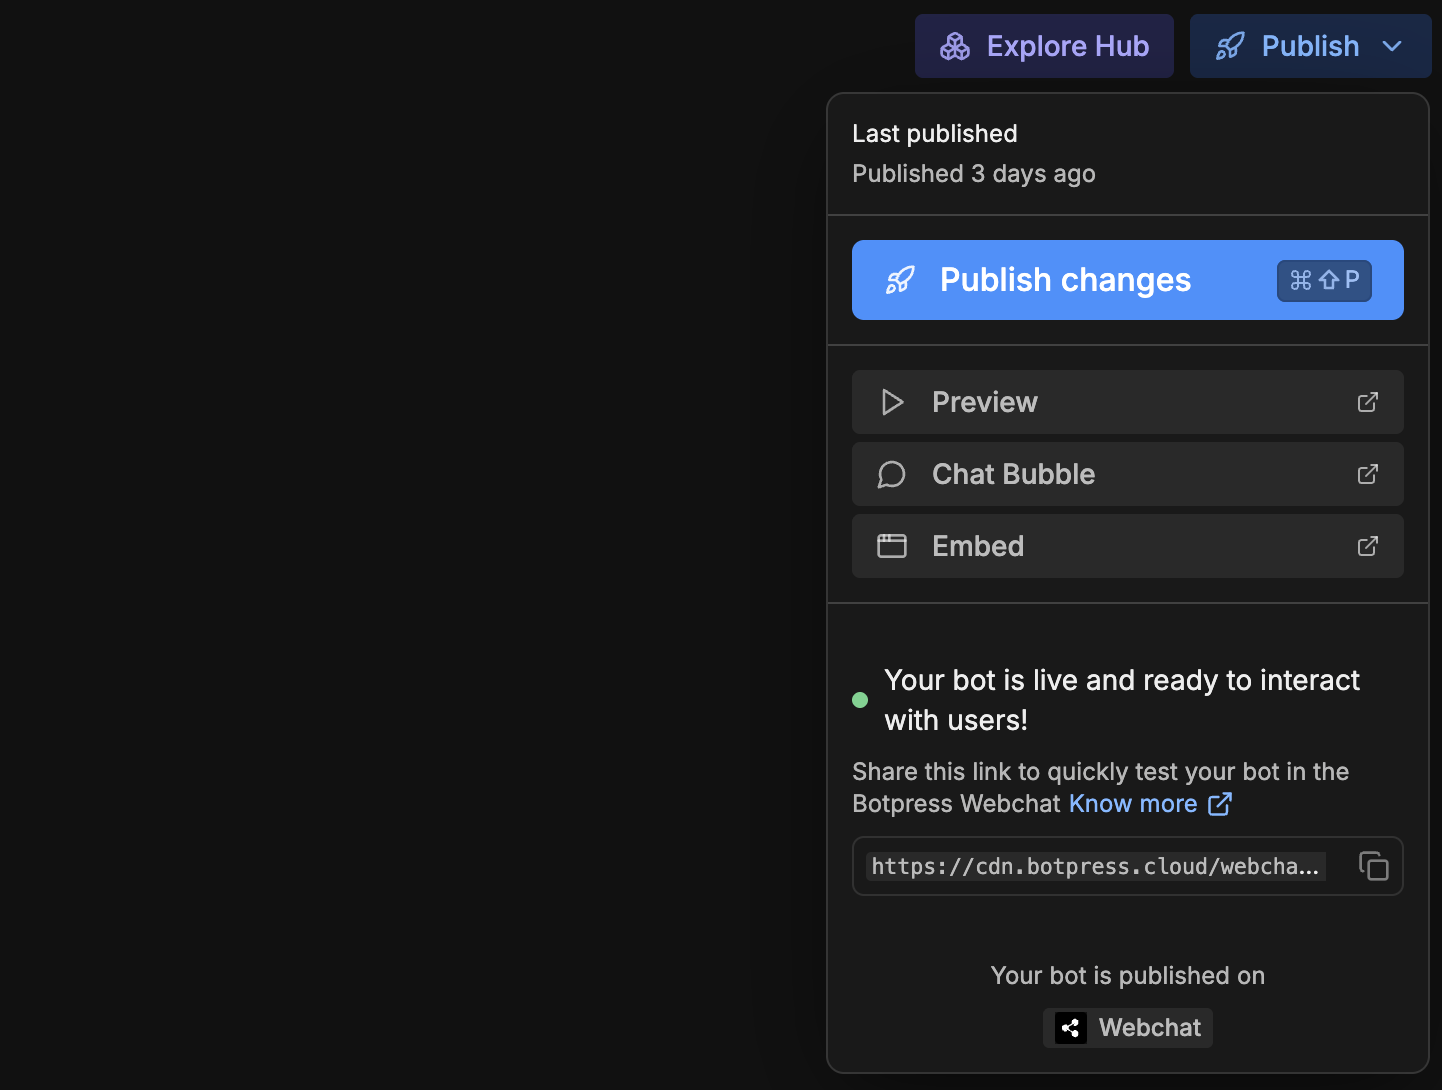 Explore Hub
Publish
Last published
Published 3 days ago
Publish changes ⌘ ⇧ P
Preview
Chat Bubble
Embed
Your bot is live and ready to interact
with users!
Share this link to quickly test your bot in the
Botpress Webchat Know more
https://cdn.botpress.cloud/webcha...
Your bot is published on
Webchat